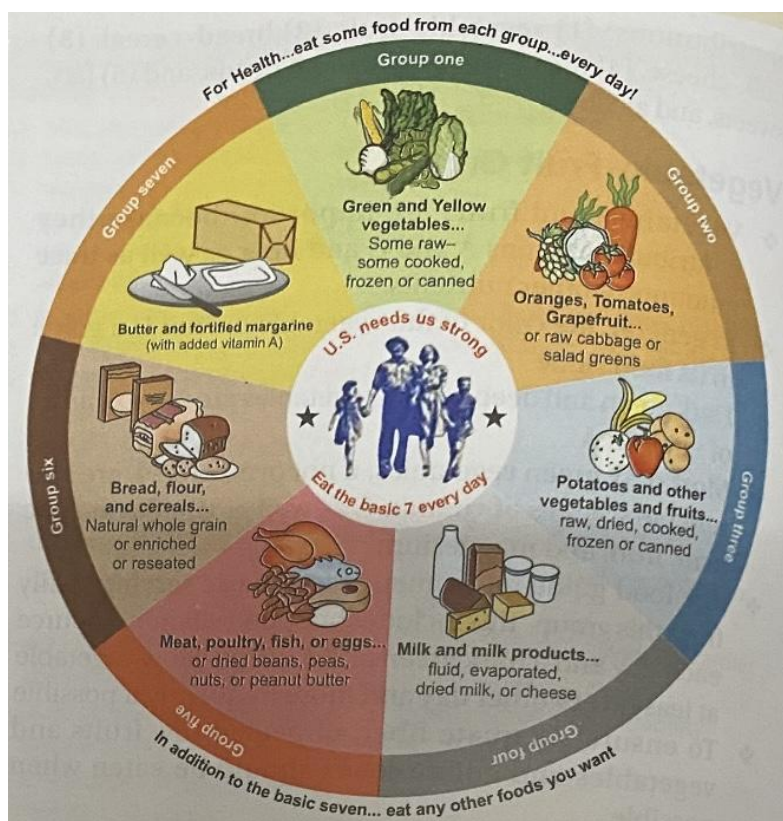 For Health...eat some food from each group...every day!
Group one
Green and Yellow
vegetables...
Some raw–
some cooked,
frozen or canned
Group two
Oranges, Tomatoes,
Grapefruit...
or raw cabbage or
salad greens
Group three
Potatoes and other
vegetables and fruits...
raw, dried, cooked,
frozen or canned
Group four
Milk and milk products...
fluid, evaporated,
dried milk, or cheese
Group five
Meat, poultry, fish, or eggs...
or dried beans, peas,
nuts, or peanut butter
Group six
Bread, flour,
and cereals...
Natural whole grain
or enriched
or reseated
Group seven
Butter and fortified margarine
(with added vitamin A)
U.S. needs us strong
Eat the basic 7 every day
In addition to the basic seven... eat any other foods you want